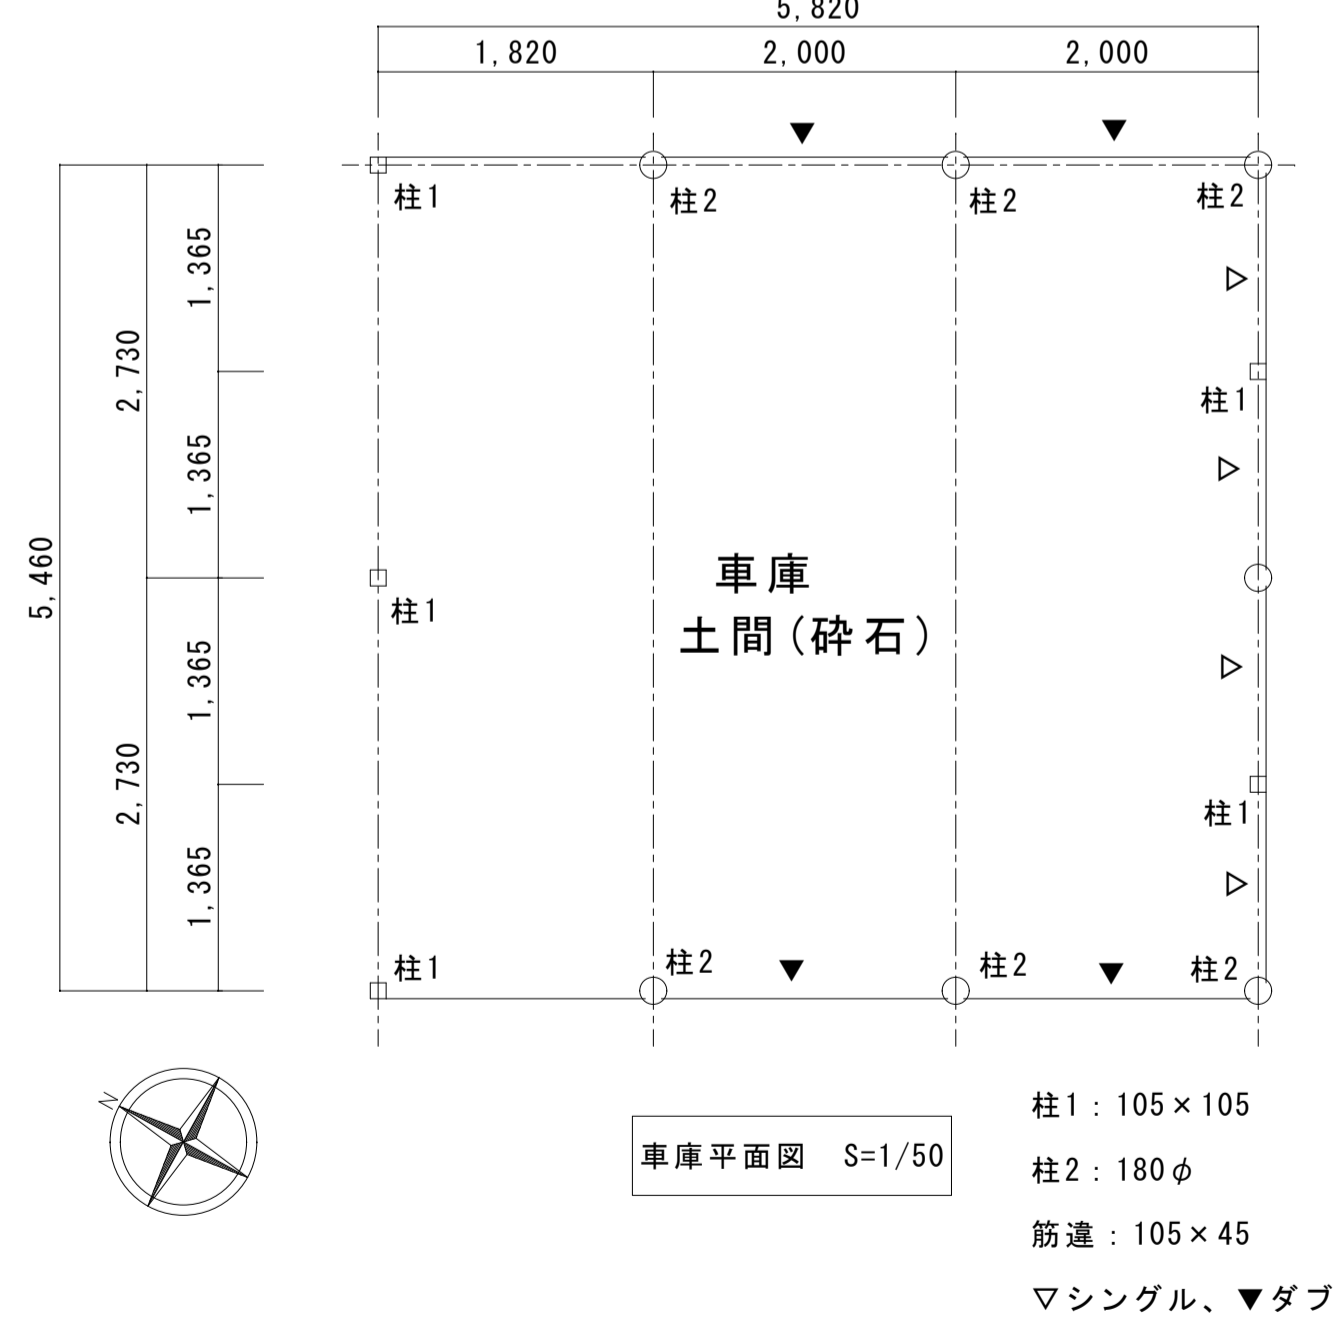 5,820
1,820
2,000
2,000
柱1
柱2
柱2
柱2
1,365
2,730
柱1
1,365
5,460
車庫
柱1
土間(砕石)
1,365
2,730
柱1
1,365
柱1
柱2
柱2
柱2
N
柱1:105×105
車庫平面図 S=1/50
柱2:180φ
筋違:105×45
▽シングル、▼ダブ